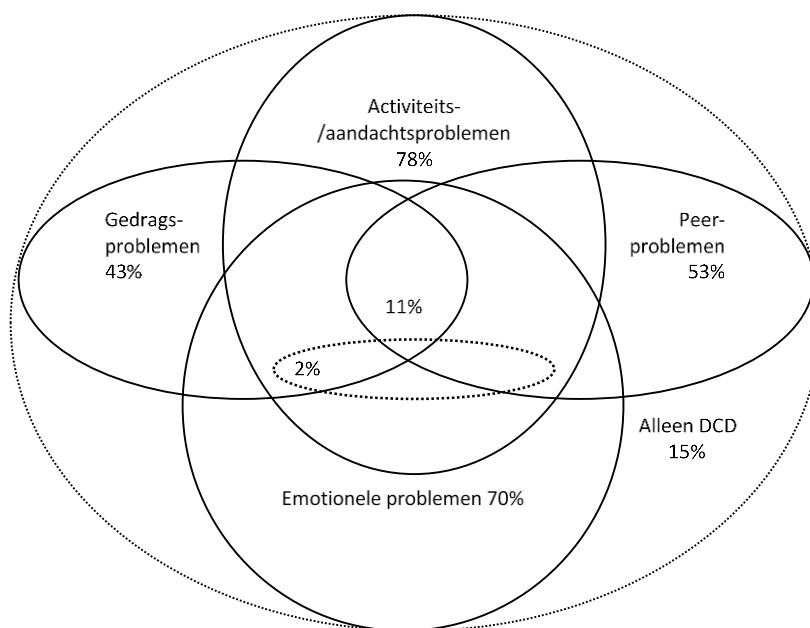 Activiteits-
/aandachtsproblemen
78%
Gedrags-
problemen
43%
Peer-
problemen
53%
11%
2%
Alleen DCD
15%
Emotionele problemen 70%